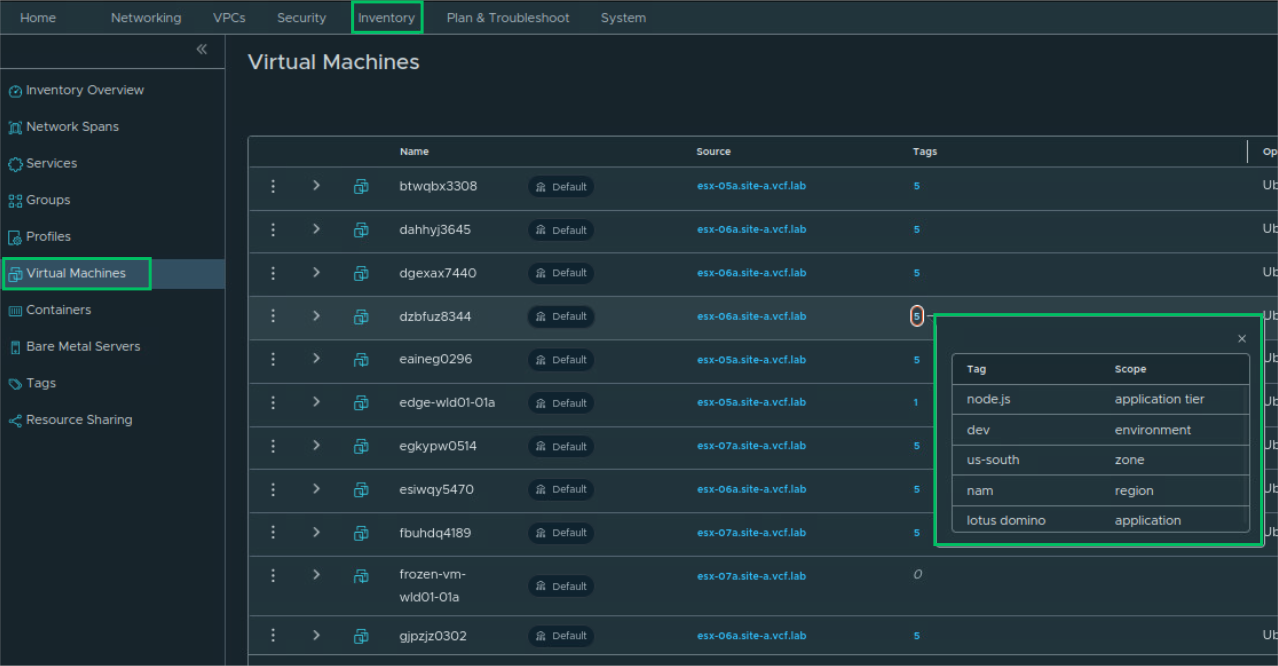 Home Networking VPCs Security Inventory Plan & Troubleshoot System
Virtual Machines
Inventory Overview
Network Spans
Services
Groups
Profiles
Virtual Machines
Containers
Bare Metal Servers
Tags
Resource Sharing
Name Source Tags
btwqbx3308 Default esx-05a.site-a.vcf.lab 5
dahhyj3645 Default esx-06a.site-a.vcf.lab 5
dgexax7440 Default esx-06a.site-a.vcf.lab 5
dzbfuz8344 Default esx-06a.site-a.vcf.lab 5
eaineg0296 Default esx-05a.site-a.vcf.lab 5
edge-wld01-01a Default esx-05a.site-a.vcf.lab 1
egkypw0514 Default esx-07a.site-a.vcf.lab 5
esiwqy5470 Default esx-06a.site-a.vcf.lab 5
fbuhdq4189 Default esx-07a.site-a.vcf.lab 5
frozen-vm-
wld01-01a Default esx-07a.site-a.vcf.lab 0
gjpzjz0302 Default esx-06a.site-a.vcf.lab 5
Tag Scope
node.js application tier
dev environment
us-south zone
nam region
lotus domino application